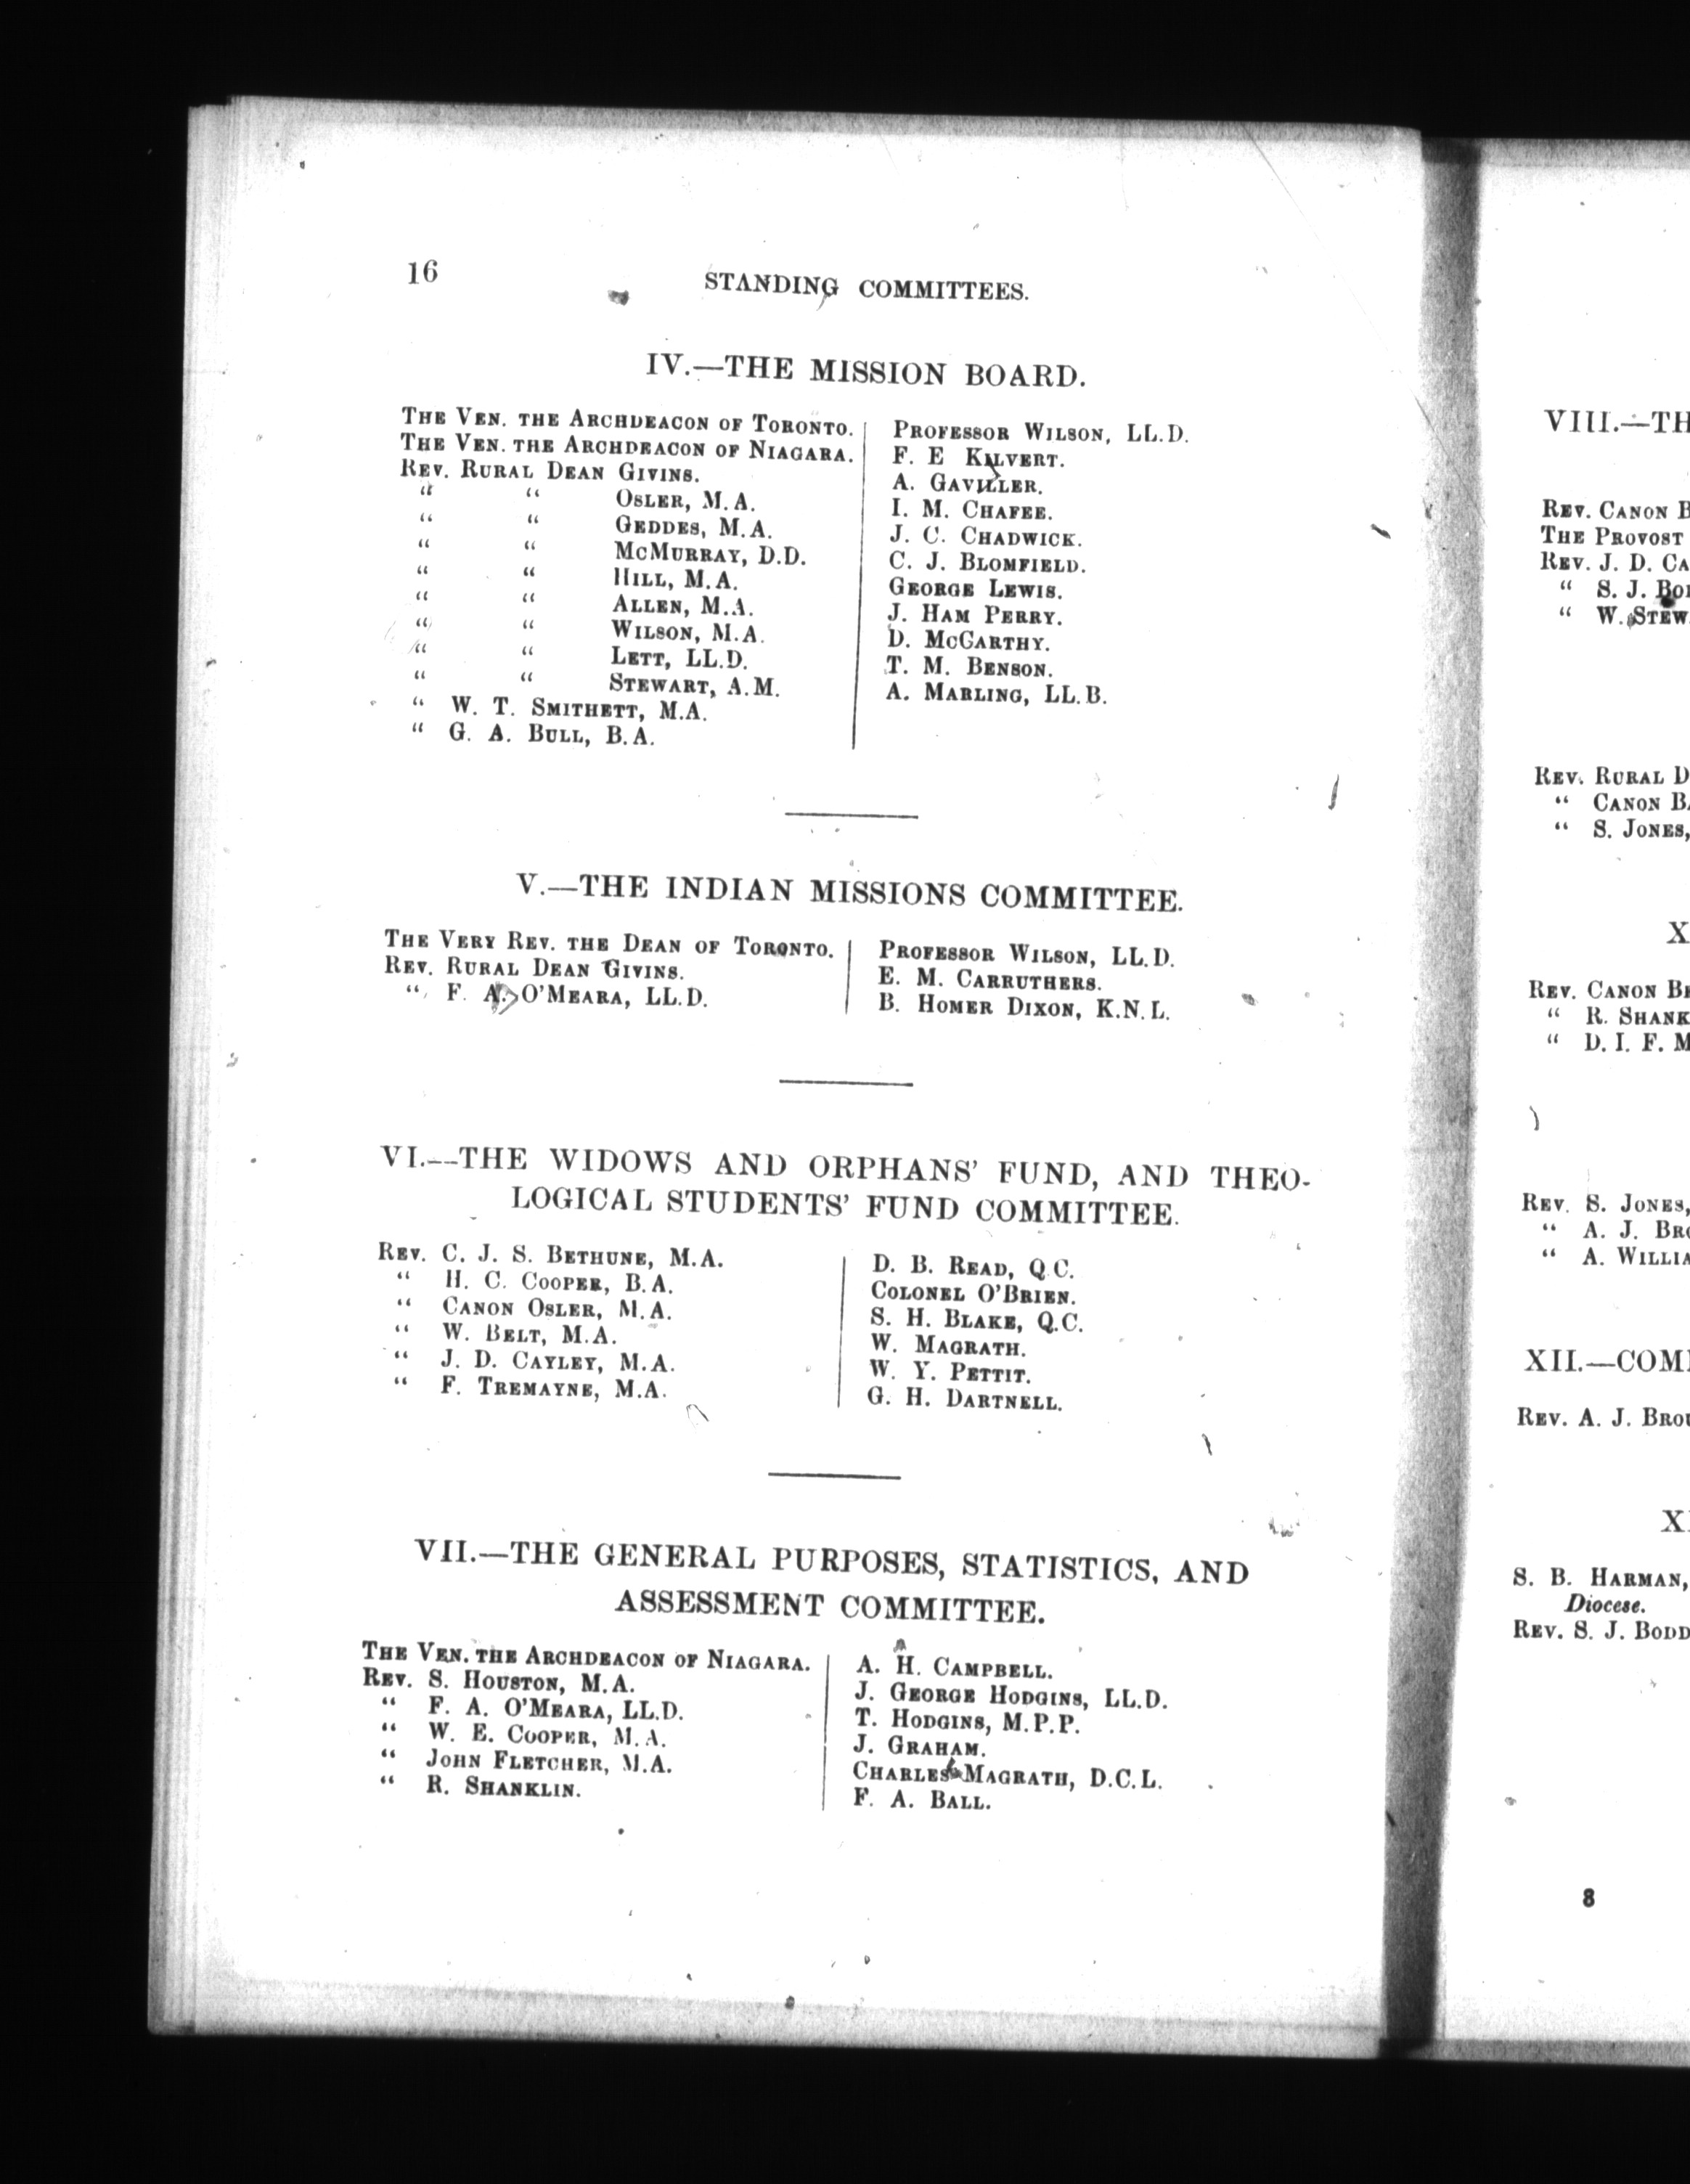 16
STANDING COMMITTEES.
IV.—THE MISSION BOARD.
THE VEN. THE ARCHDEACON OF TORONTO.
THE VEN. THE ARCHDEACON OF NIAGARA.
REV. RURAL DEAN GIVINS.
“ “ OSLER, M.A.
“ “ GEDDES, M.A.
“ “ MCMURRAY, D.D.
“ “ HILL, M.A.
“ “ ALLEN, M.A.
“ “ WILSON, M.A.
“ “ LETT, LL.D.
“ “ STEWART, A.M.
“ W. T. SMITHETT, M.A.
“ G. A. BULL, B.A.
PROFESSOR WILSON, LL.D.
F. E KILVERT.
A. GAVILLER.
I. M. CHAFEE.
J. C. CHADWICK.
C. J. BLOMFIELD.
GEORGE LEWIS.
J. HAM PERRY.
D. MCCARTHY.
T. M. BENSON.
A. MARLING, LL.B.
V.—THE INDIAN MISSIONS COMMITTEE.
THE VERY REV. THE DEAN OF TORONTO.
REV. RURAL DEAN GIVINS.
“ F. A. O'MEARA, LL.D.
PROFESSOR WILSON, LL.D.
E. M. CARRUTHERS.
B. HOMER DIXON, K.N.L.
VI.—THE WIDOWS AND ORPHANS' FUND, AND THEO-
LOGICAL STUDENTS' FUND COMMITTEE.
REV. C. J. S. BETHUNE, M.A.
“ H. C. COOPER, B.A.
“ CANON OSLER, M.A.
“ W. BELT, M.A.
“ J. D. CAYLEY, M.A.
“ F. TREMAYNE, M.A.
D. B. READ, Q.C.
COLONEL O'BRIEN.
S. H. BLAKE, Q.C.
W. MAGRATH.
W. Y. PETTIT.
G. H. DARTNELL.
VII.—THE GENERAL PURPOSES, STATISTICS, AND
ASSESSMENT COMMITTEE.
THE VEN. THE ARCHDEACON OF NIAGARA.
REV. S. HOUSTON, M.A.
“ F. A. O'MEARA, LL.D.
“ W. E. COOPER, M.A.
“ JOHN FLETCHER, M.A.
“ R. SHANKLIN.
A. H. CAMPBELL.
J. GEORGE HODGINS, LL.D.
T. HODGINS, M.P.P.
J. GRAHAM.
CHARLES MAGRATH, D.C.L.
F. A. BALL.
VIII.—TH
REV. CANON B
THE PROVOST
REV. J. D. CA
“ S. J. BO
“ W. STEW
REV. RURAL D
“ CANON BA
“ S. JONES,
X
REV. CANON BE
“ R. SHANK
“ D. I. F. M
REV. S. JONES,
“ A. J. BRO
“ A. WILLIA
XII.—COM
REV. A. J. BROU
X
S. B. HARMAN,
Diocese.
REV. S. J. BODD
8